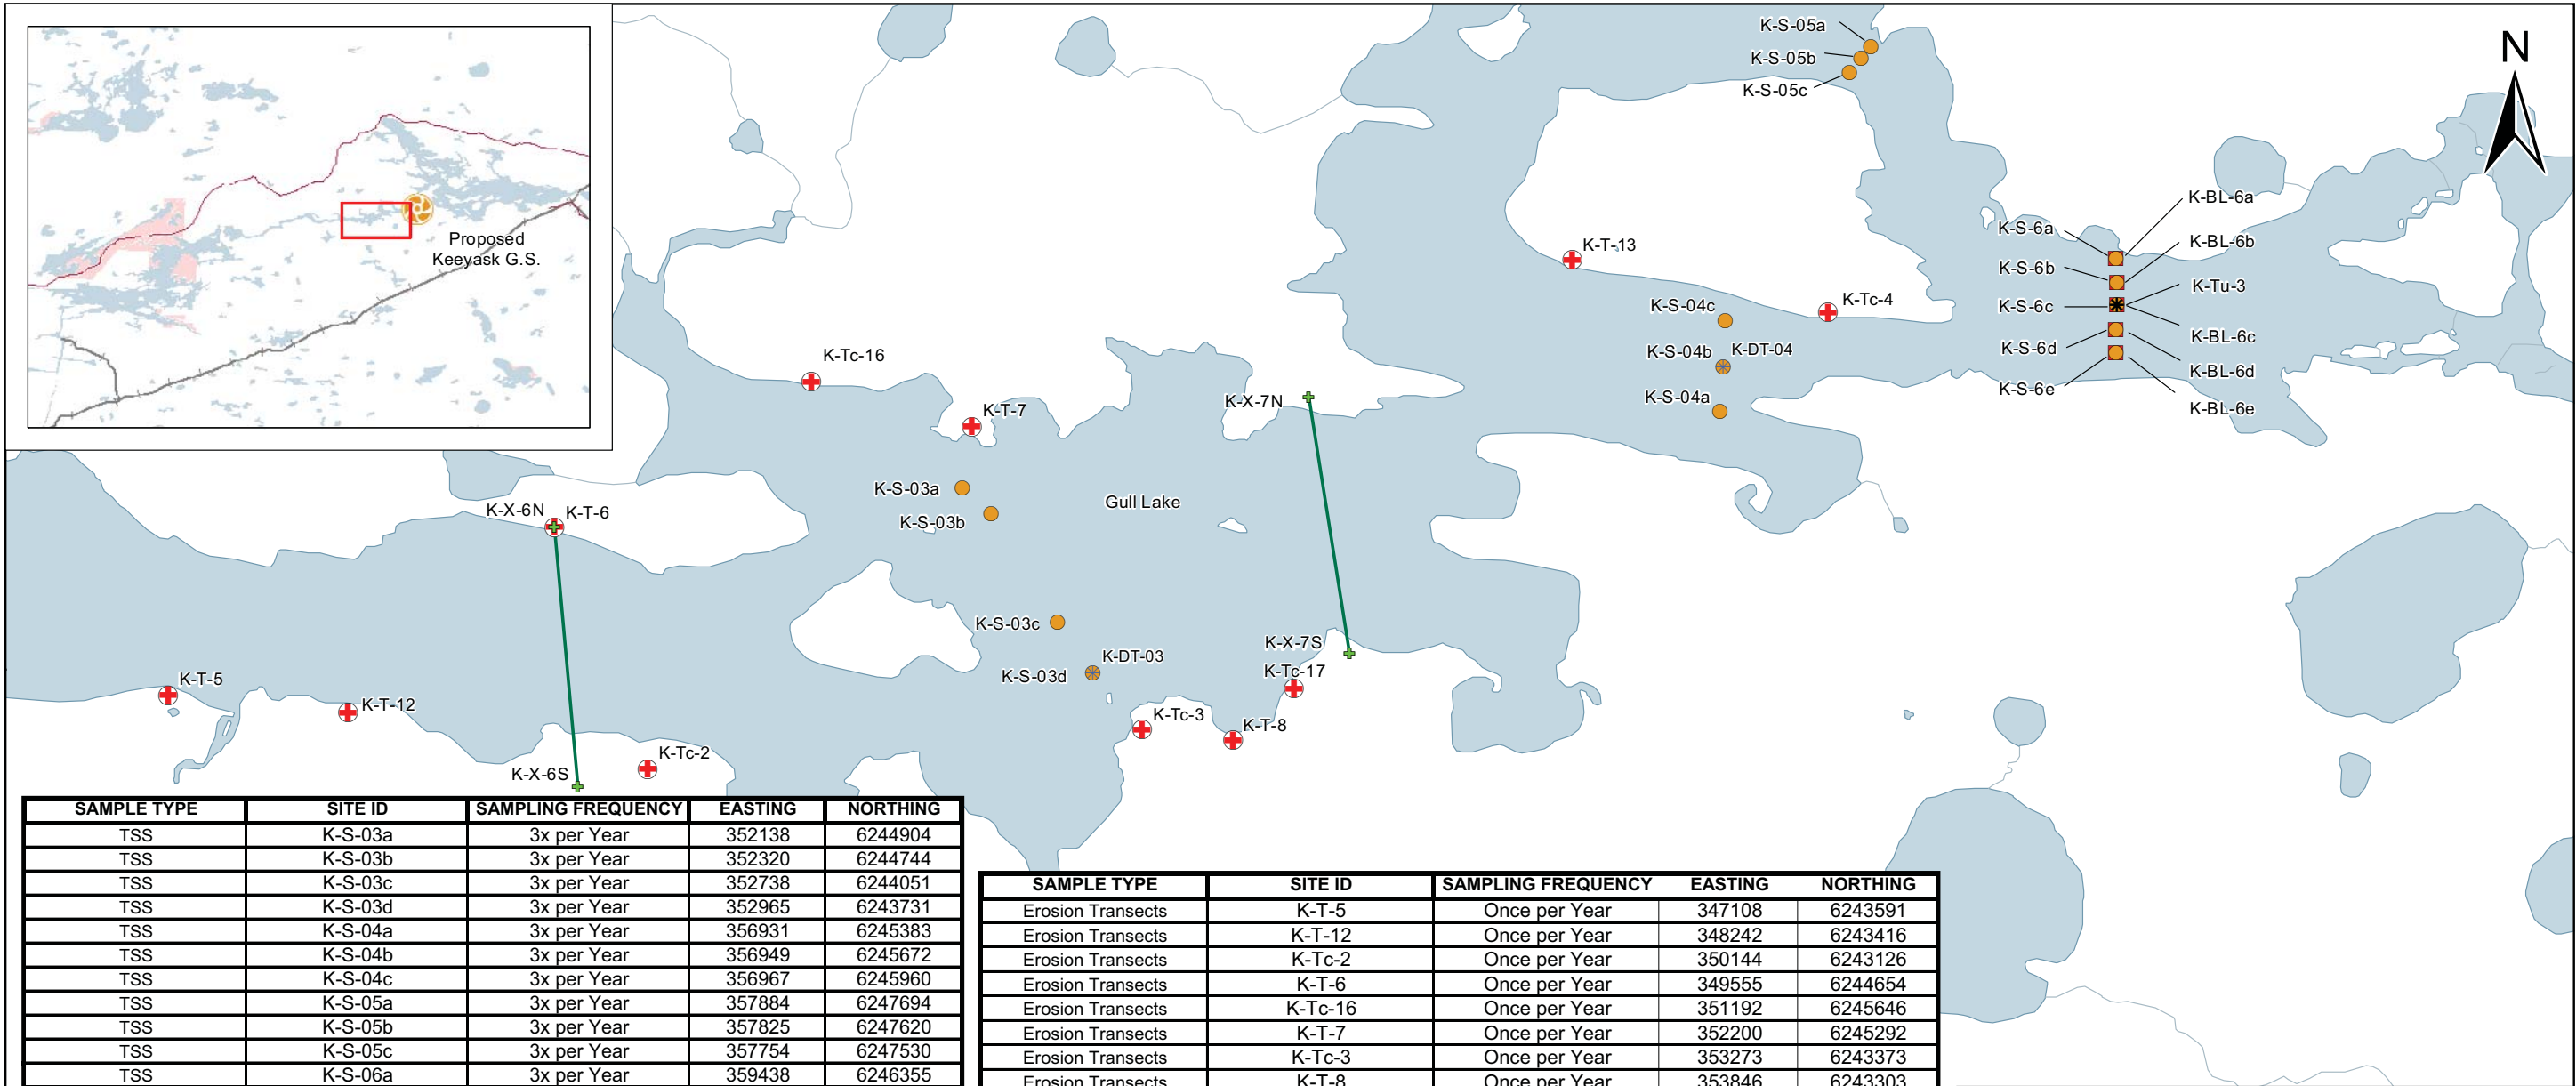 Proposed
Keeyask G.S.
N
K-S-05a
K-S-05b
K-S-05c
K-BL-6a
K-S-6a
K-BL-6b
K-T-13
K-S-6b
K-Tu-3
K-Tc-4
K-S-04c
K-S-6c
K-BL-6c
K-S-04b
K-DT-04
K-S-6d
K-Tc-16
K-BL-6d
K-S-6e
K-S-04a
K-X-7N
K-T-7
K-BL-6e
K-S-03a
Gull Lake
K-X-6N
K-T-6
K-S-03b
K-S-03c
K-X-7S
K-DT-03
K-S-03d
K-Tc-17
K-T-5
K-T-12
K-Tc-3
K-T-8
K-Tc-2
K-X-6S
SAMPLE TYPE SITE ID SAMPLING FREQUENCY EASTING NORTHING
TSS K-S-03a 3x per Year 352138 6244904
TSS K-S-03b 3x per Year 352320 6244744
TSS K-S-03c 3x per Year 352738 6244051
TSS K-S-03d 3x per Year 352965 6243731
TSS K-S-04a 3x per Year 356931 6245383
TSS K-S-04b 3x per Year 356949 6245672
TSS K-S-04c 3x per Year 356967 6245960
TSS K-S-05a 3x per Year 357884 6247694
TSS K-S-05b 3x per Year 357825 6247620
TSS K-S-05c 3x per Year 357754 6247530
TSS K-S-06a 3x per Year 359438 6246355
SAMPLE TYPE SITE ID SAMPLING FREQUENCY EASTING NORTHING
Erosion Transects K-T-5 Once per Year 347108 6243591
Erosion Transects K-T-12 Once per Year 348242 6243416
Erosion Transects K-Tc-2 Once per Year 350144 6243126
Erosion Transects K-T-6 Once per Year 349555 6244654
Erosion Transects K-Tc-16 Once per Year 351192 6245646
Erosion Transects K-T-7 Once per Year 352200 6245292
Erosion Transects K-Tc-3 Once per Year 353273 6243373
Erosion Transects K-T-8 Once per Year 353846 6243303